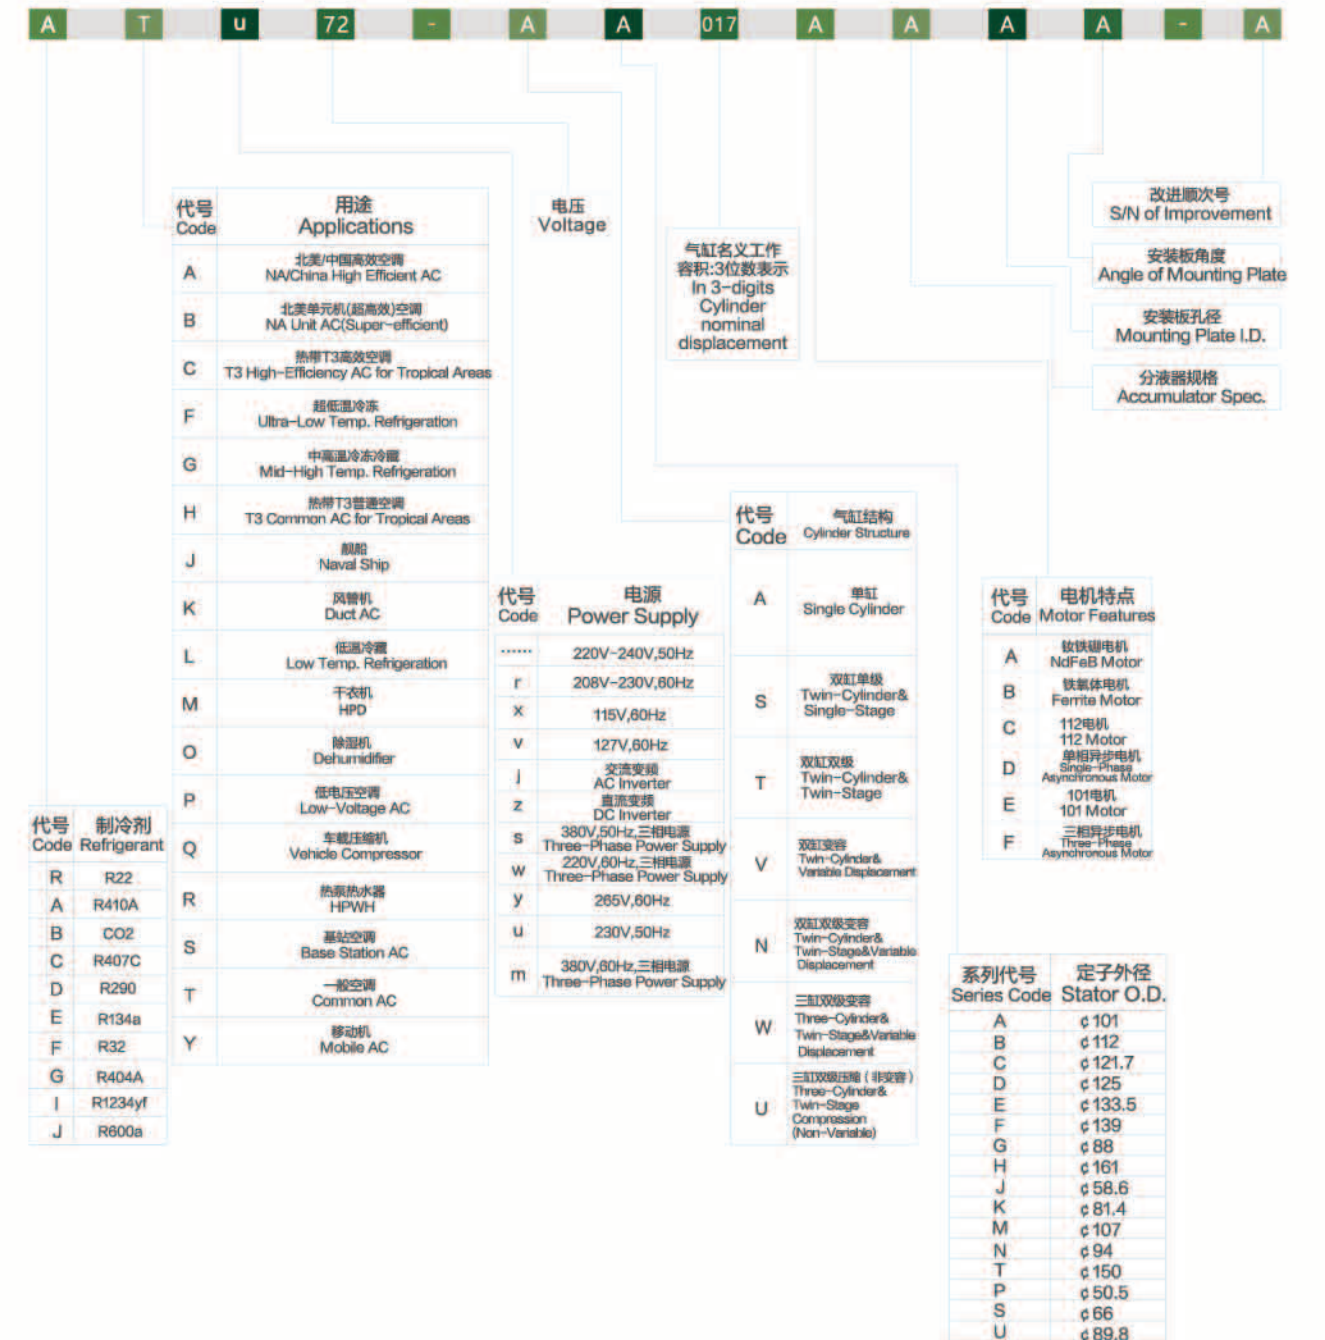 A T u 72 - A A 017 A A A A - A
代号 用途
Code Applications
A 北美/中国高效空调
NA/China High Efficient AC
B 北美单元机(超高效)空调
NA Unit AC(Super-efficient)
C 热带T3高效空调
T3 High-Efficiency AC for Tropical Areas
F 超低温冷冻
Ultra-Low Temp. Refrigeration
G 中高温冷冻冷藏
Mid-High Temp. Refrigeration
H 热带T3普通空调
T3 Common AC for Tropical Areas
J 舰船
Naval Ship
K 风管机
Duct AC
L 低温冷藏
Low Temp. Refrigeration
M 干衣机
HPD
O 除湿机
Dehumidifier
P 低电压空调
Low-Voltage AC
Q 车载压缩机
Vehicle Compressor
R 热泵热水器
HPWH
S 基站空调
Base Station AC
T 一般空调
Common AC
Y 移动机
Mobile AC
代号 制冷剂
Code Refrigerant
R R22
A R410A
B CO2
C R407C
D R290
E R134a
F R32
G R404A
I R1234yf
J R600a
电压
Voltage
代号 电源
Code Power Supply
······ 220V-240V,50Hz
r 208V-230V,60Hz
x 115V,60Hz
v 127V,60Hz
j 交流变频
AC Inverter
z 直流变频
DC Inverter
s 380V,50Hz,三相电源
Three-Phase Power Supply
w 220V,60Hz,三相电源
Three-Phase Power Supply
y 265V,60Hz
u 230V,50Hz
m 380V,60Hz,三相电源
Three-Phase Power Supply
气缸名义工作
容积:3位数表示
In 3-digits
Cylinder
nominal
displacement
代号 气缸结构
Code Cylinder Structure
A 单缸
Single Cylinder
S 双缸单级
Twin-Cylinder&
Single-Stage
T 双缸双级
Twin-Cylinder&
Twin-Stage
V 双缸变容
Twin-Cylinder&
Variable Displacement
N 双缸双级变容
Twin-Cylinder&
Twin-Stage&Variable
Displacement
W 三缸双级变容
Three-Cylinder&
Twin-Stage&Variable
Displacement
U 三缸双级压缩（非变容）
Three-Cylinder&
Twin-Stage
Compression
(Non-Variable)
改进顺次号
S/N of Improvement
安装板角度
Angle of Mounting Plate
安装板孔径
Mounting Plate I.D.
分液器规格
Accumulator Spec.
代号 电机特点
Code Motor Features
A 钕铁硼电机
NdFeB Motor
B 铁氧体电机
Ferrite Motor
C 112电机
112 Motor
D 单相异步电机
Single-Phase
Asynchronous Motor
E 101电机
101 Motor
F 三相异步电机
Three-Phase
Asynchronous Motor
系列代号 定子外径
Series Code Stator O.D.
A ¢101
B ¢112
C ¢121.7
D ¢125
E ¢133.5
F ¢139
G ¢88
H ¢161
J ¢58.6
K ¢81.4
M ¢107
N ¢94
T ¢150
P ¢50.5
S ¢66
U ¢89.8